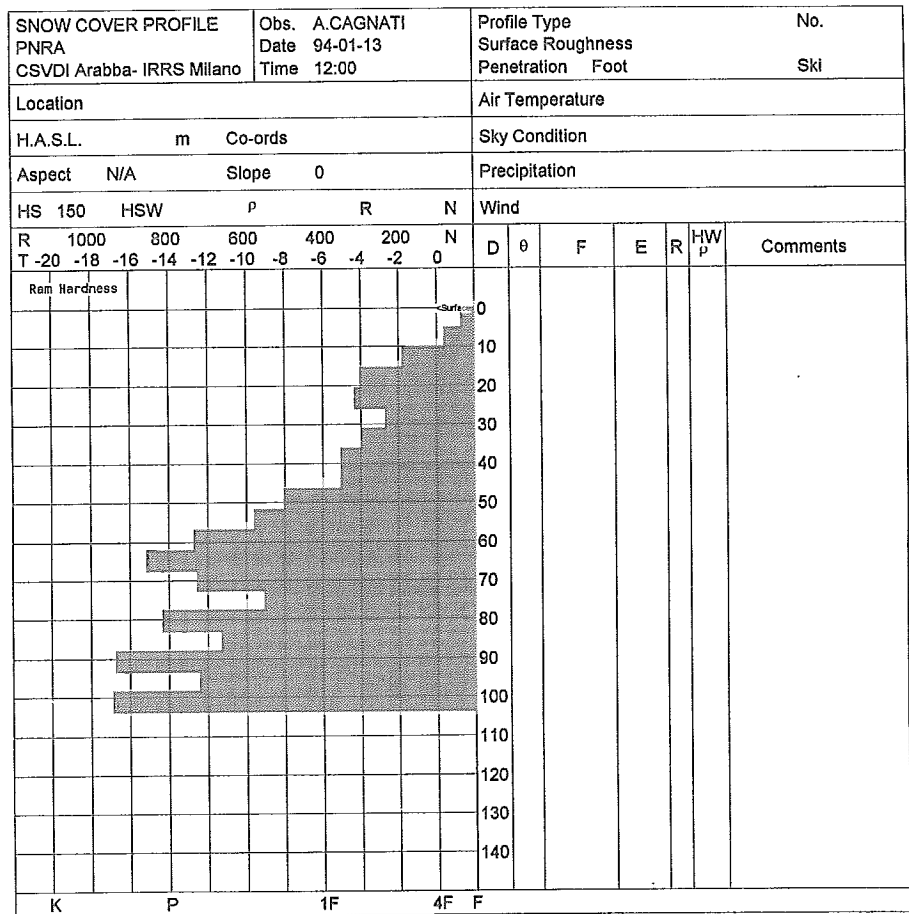 SNOW COVER PROFILE Obs. A.CAGNATI Profile Type No.
PNRA Date 94-01-13 Surface Roughness
CSVDI Arabba- IRRS Milano Time 12:00 Penetration Foot Ski
Location Air Temperature
H.A.S.L. m Co-ords Sky Condition
Aspect N/A Slope 0 Precipitation
HS 150 HSW ρ R N Wind
R 1000 800 600 400 200 N D θ F E R HW ρ Comments
T -20 -18 -16 -14 -12 -10 -8 -6 -4 -2 0
Ram Hardness
<Surface
0
10
20
30
40
50
60
70
80
90
100
110
120
130
140
K P 1F 4F F